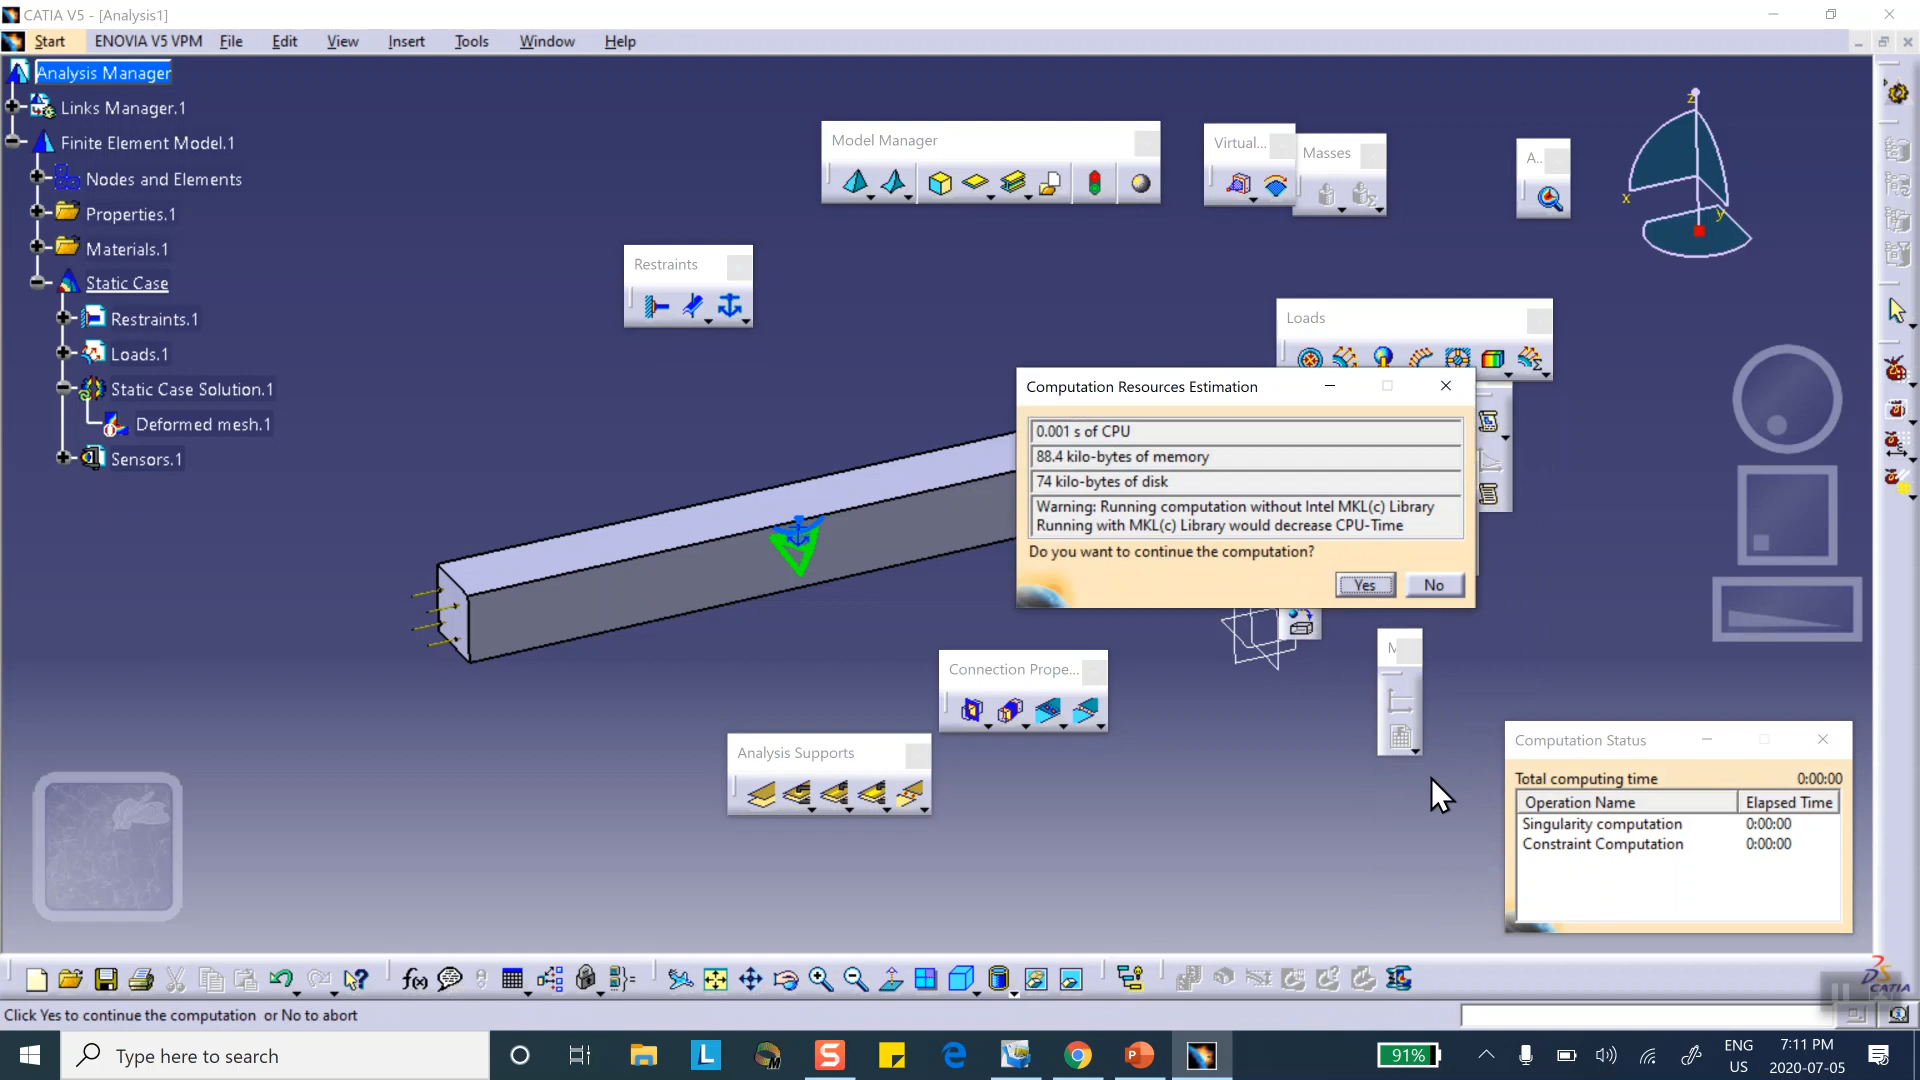 CATIA V5 - [Analysis1]
Start ENOVIA V5 VPM File Edit View Insert Tools Window Help
Analysis Manager
Links Manager.1
Finite Element Model.1
Nodes and Elements
Properties.1
Materials.1
Static Case
Restraints.1
Loads.1
Static Case Solution.1
Deformed mesh.1
Sensors.1
Model Manager
Virtual...
Masses
A..
z
x
y
Restraints
Loads
Computation Resources Estimation
0.001 s of CPU
88.4 kilo-bytes of memory
74 kilo-bytes of disk
Warning: Running computation without Intel MKL(c) Library
Running with MKL(c) Library would decrease CPU-Time
Do you want to continue the computation?
Yes No
Connection Prope...
Analysis Supports
Computation Status
Total computing time 0:00:00
Operation Name Elapsed Time
Singularity computation 0:00:00
Constraint Computation 0:00:00
f(x)
CATIA
Click Yes to continue the computation or No to abort
Type here to search
L
S
91%
ENG
US
7:11 PM
2020-07-05